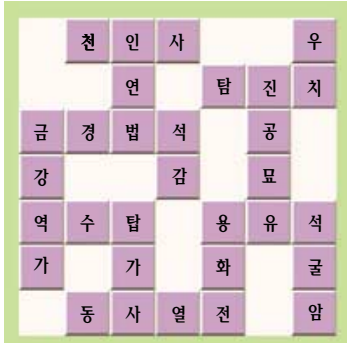 천 인 사 우
연 탐 진 치
금 경 법 석 공
강 감 묘
역 수 탑 용 유 석
가 가 화 굴
동 사 열 전 암